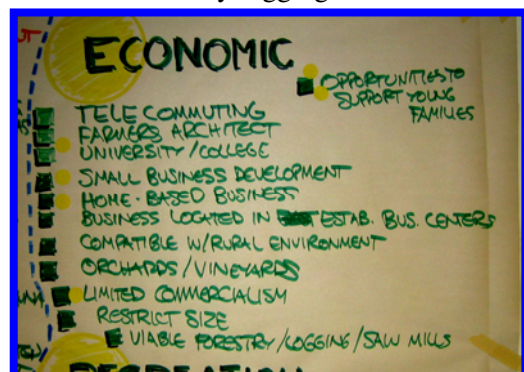 ECONOMIC
OPPORTUNITIES TO
SUPPORT YOUNG
FAMILIES
TELECOMMUTING
FARMERS ARCHITECT
UNIVERSITY/COLLEGE
SMALL BUSINESS DEVELOPMENT
HOME-BASED BUSINESS
BUSINESS LOCATED IN ESTAB. BUS. CENTERS
COMPATIBLE W/RURAL ENVIRONMENT
ORCHARDS/VINEYARDS
LIMITED COMMERCIALISM
RESTRICT SIZE
VIABLE FORESTRY/LOGGING/SAW MILLS
RECREATION